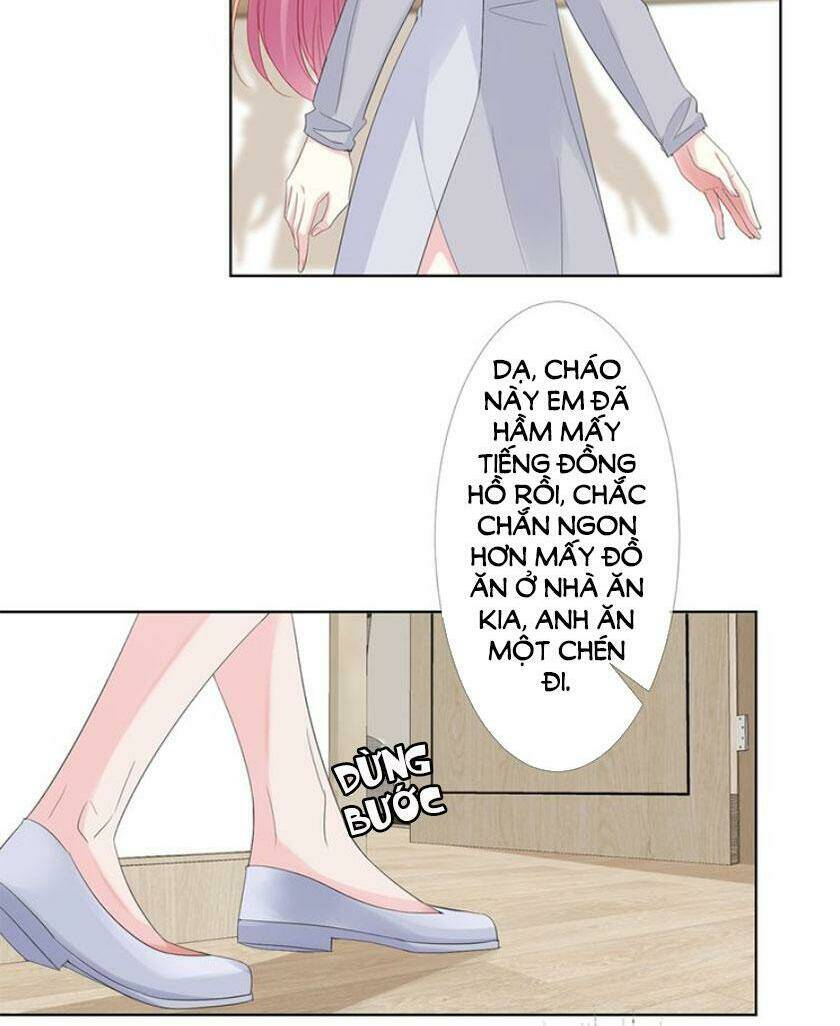 DẠ, CHÁO
NÀY EM ĐÃ
HẦM MẤY
TIẾNG ĐỒNG
HỒ RỒI, CHẮC
CHẮN NGON
HƠN MẤY ĐỒ
ĂN Ở NHÀ ĂN
KIA, ANH ĂN
MỘT CHÉN
ĐI.
DỪNG
BƯỚC